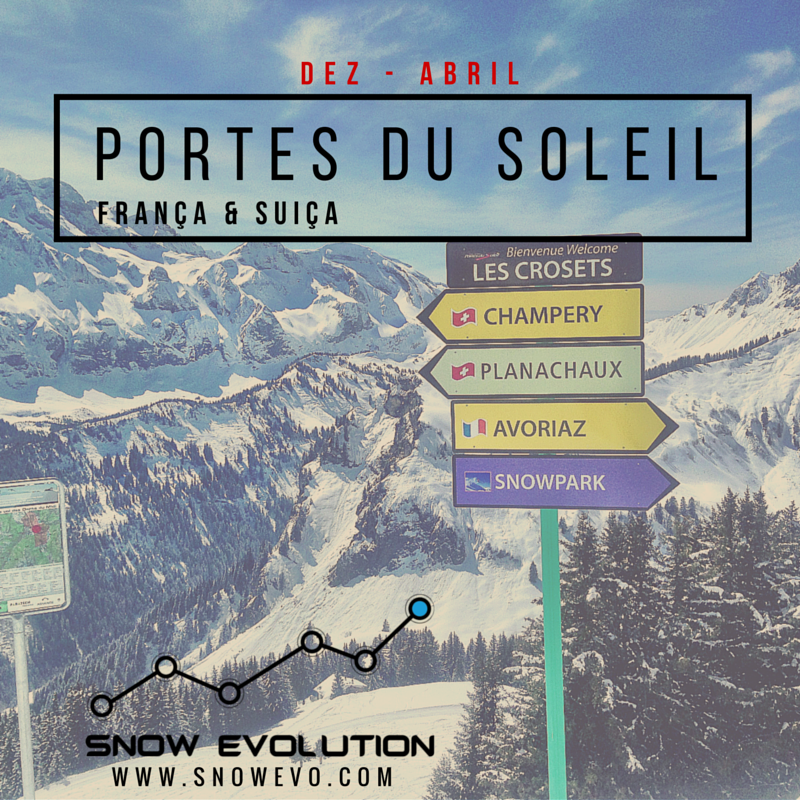 DEZ - ABRIL
PORTES DU SOLEIL
FRANÇA & SUIÇA
Bienvenue Welcome
LES CROSETS
CHAMPERY
PLANACHAUX
AVORIAZ
SNOWPARK
SNOW EVOLUTION
WWW.SNOWEVO.COM